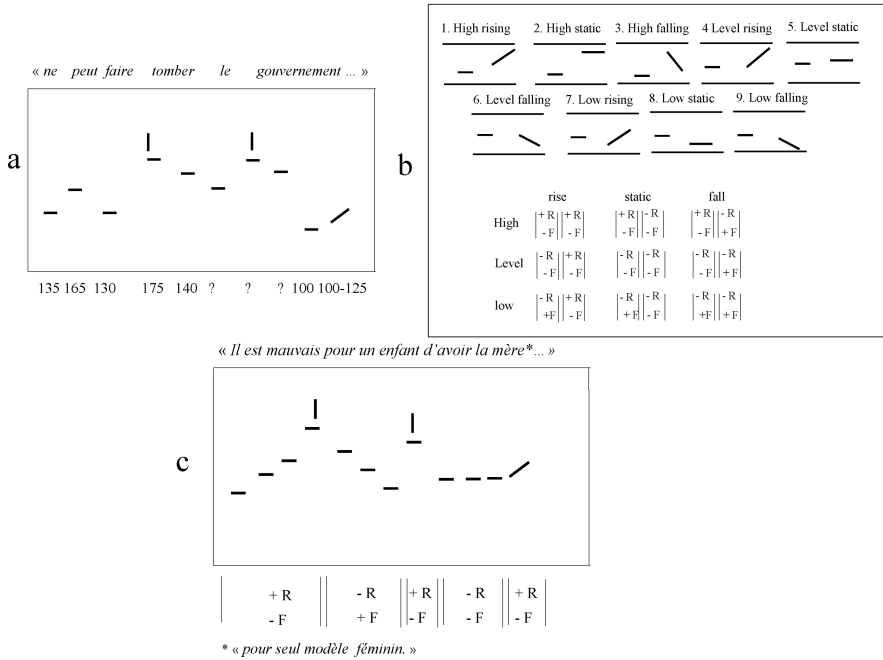 « ne peut faire tomber le gouvernement ... »
a
135 165 130 175 140 ? ? ? 100 100-125
b
1. High rising 2. High static 3. High falling 4 Level rising 5. Level static
6. Level falling 7. Low rising 8. Low static 9. Low falling
rise static fall
High |+ R||+ R| |+ R||- R| |+ R||- R|
|- F||- F| |- F||- F| |- F||+ F|
Level |- R||+ R| |- R||- R| |- R||- R|
|- F||- F| |- F||- F| |- F||+ F|
low |- R||+ R| |- R||- R| |- R||- R|
|+F||- F| |+ F||- F| |+ F||+ F|
« Il est mauvais pour un enfant d'avoir la mère*... »
c
|+ R||- R||+ R||- R||+ R|
|- F||+ F||- F||- F||- F|
* « pour seul modèle féminin. »